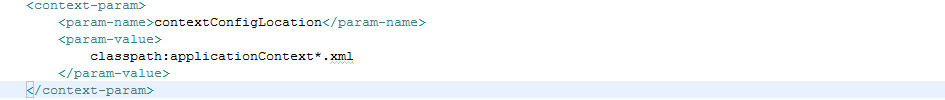 <context-param>
<param-name>contextConfigLocation</param-name>
<param-value>
classpath:applicationContext*.xml
</param-value>
</context-param>